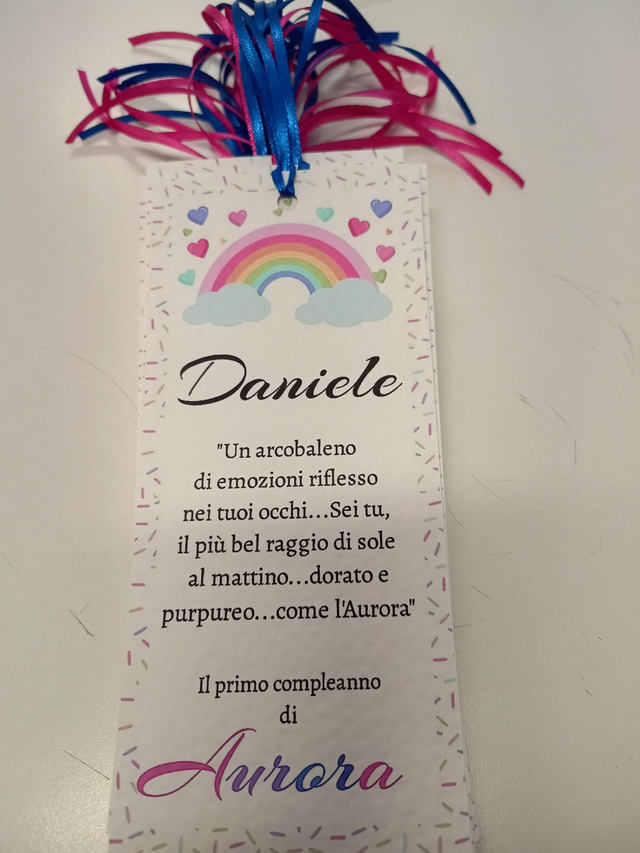 Daniele
"Un arcobaleno
di emozioni riflesso
nei tuoi occhi...Sei tu,
il più bel raggio di sole
al mattino...dorato e
purpureo...come l'Aurora"
Il primo compleanno
di
Aurora